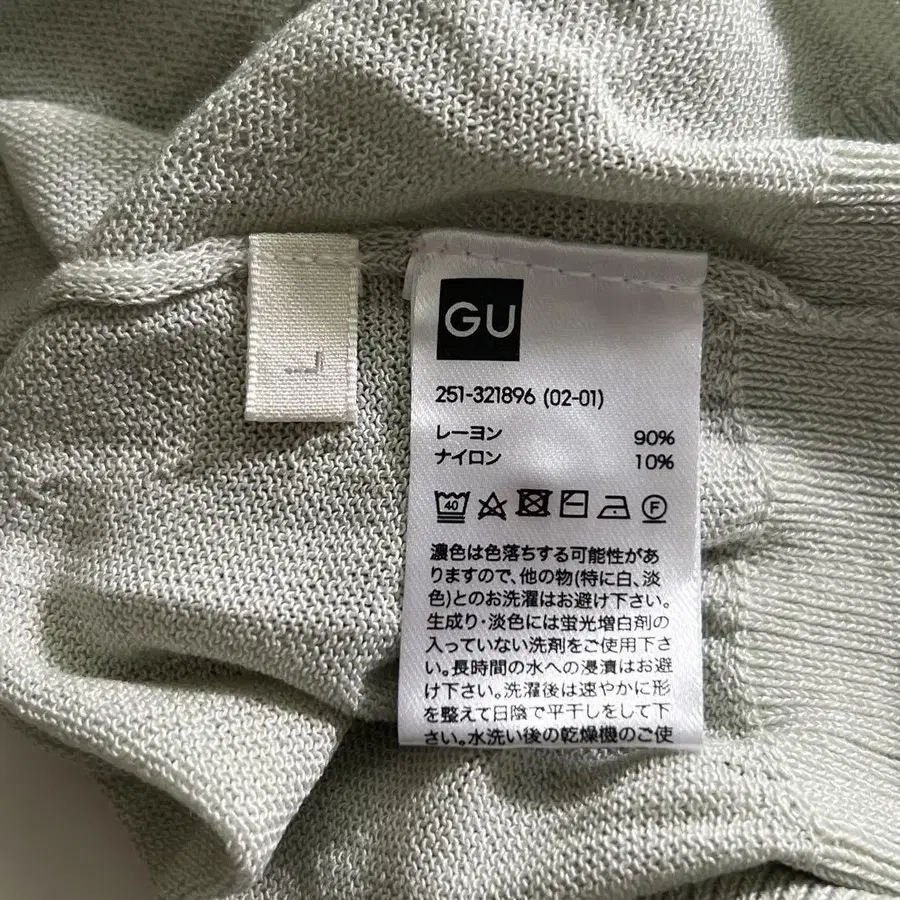 L
GU
251-321896 (02-01)
レーヨン 90%
ナイロン 10%
40
F
濃色は色落ちする可能性があ
りますので、他の物(特に白、淡
色)とのお洗濯はお避け下さい。
生成り・淡色には蛍光増白剤の
入っていない洗剤をご使用下さ
い。長時間の水への浸漬はお避
け下さい。洗濯後は速やかに形
を整えて日陰で平干しをして下
さい。水洗い後の乾燥機のご使